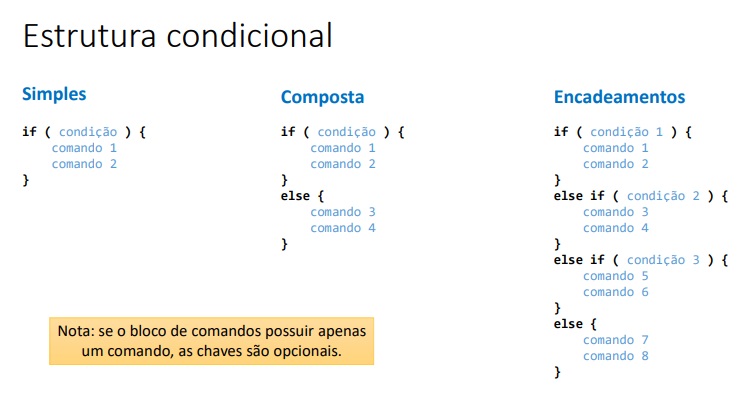 Estrutura condicional
Simples
if ( condição ) {
comando 1
comando 2
}
Composta
if ( condição ) {
comando 1
comando 2
}
else {
comando 3
comando 4
}
Encadeamentos
if ( condição 1 ) {
comando 1
comando 2
}
else if ( condição 2 ) {
comando 3
comando 4
}
else if ( condição 3 ) {
comando 5
comando 6
}
else {
comando 7
comando 8
}
Nota: se o bloco de comandos possuir apenas
um comando, as chaves são opcionais.